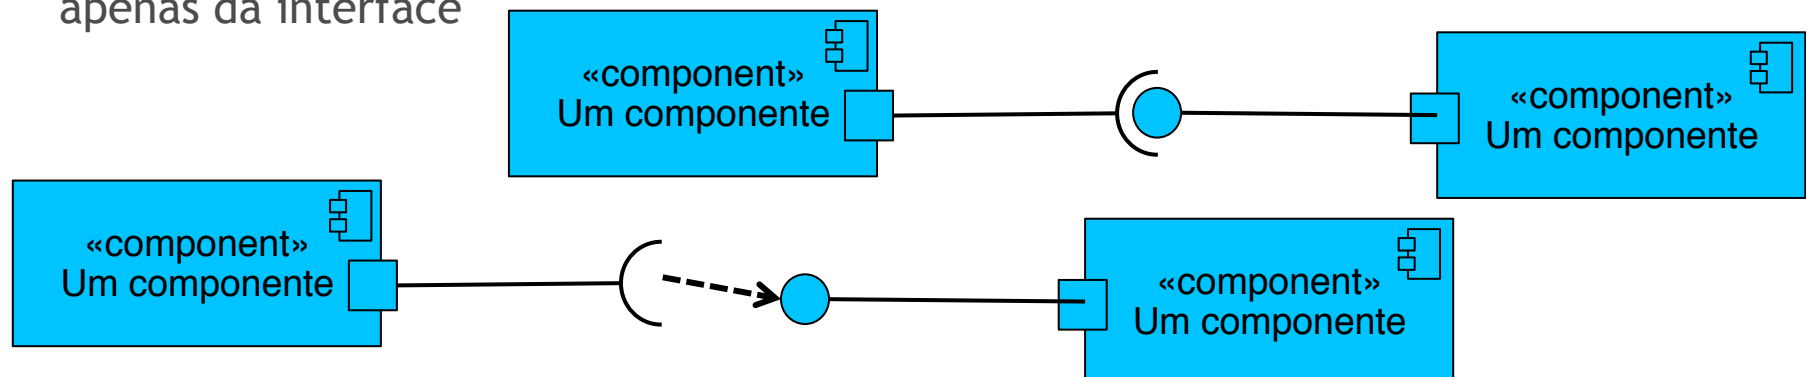 apenas da interface
«component»
Um componente
«component»
Um componente
«component»
Um componente
«component»
Um componente